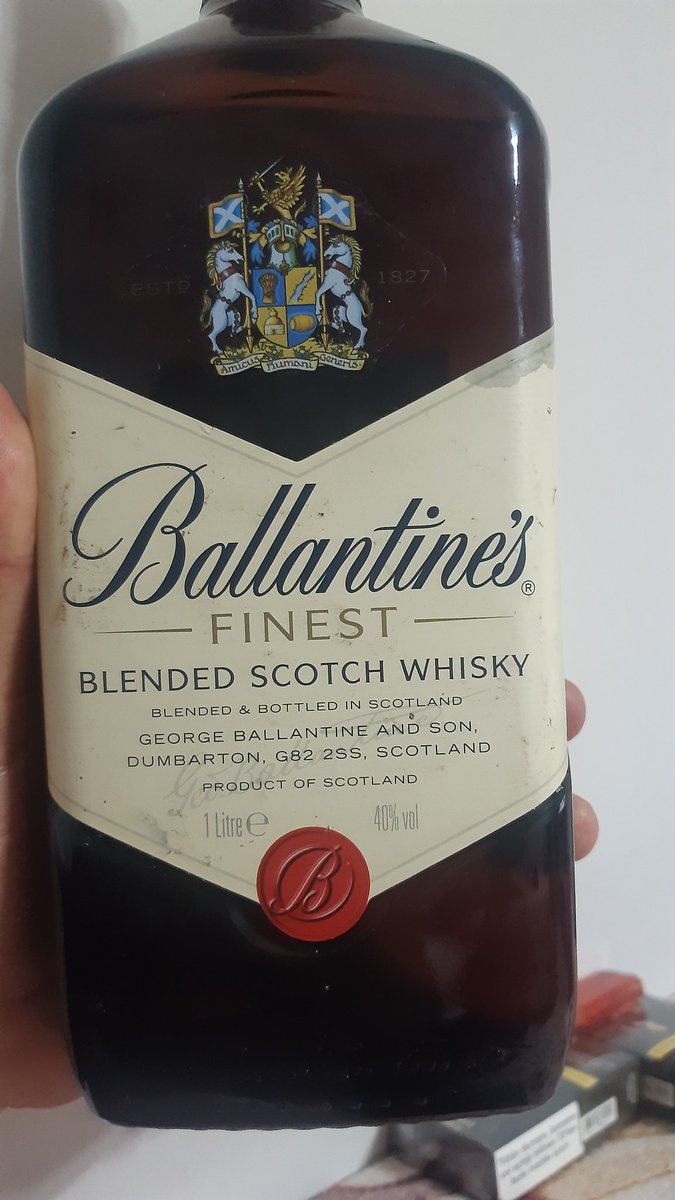 ESTD 1827
Amicus Humani Generis
Ballantine's®
FINEST
BLENDED SCOTCH WHISKY
BLENDED & BOTTLED IN SCOTLAND
GEORGE BALLANTINE AND SON,
DUMBARTON, G82 2SS, SCOTLAND
PRODUCT OF SCOTLAND
1 Litre ℮ 40% vol
B